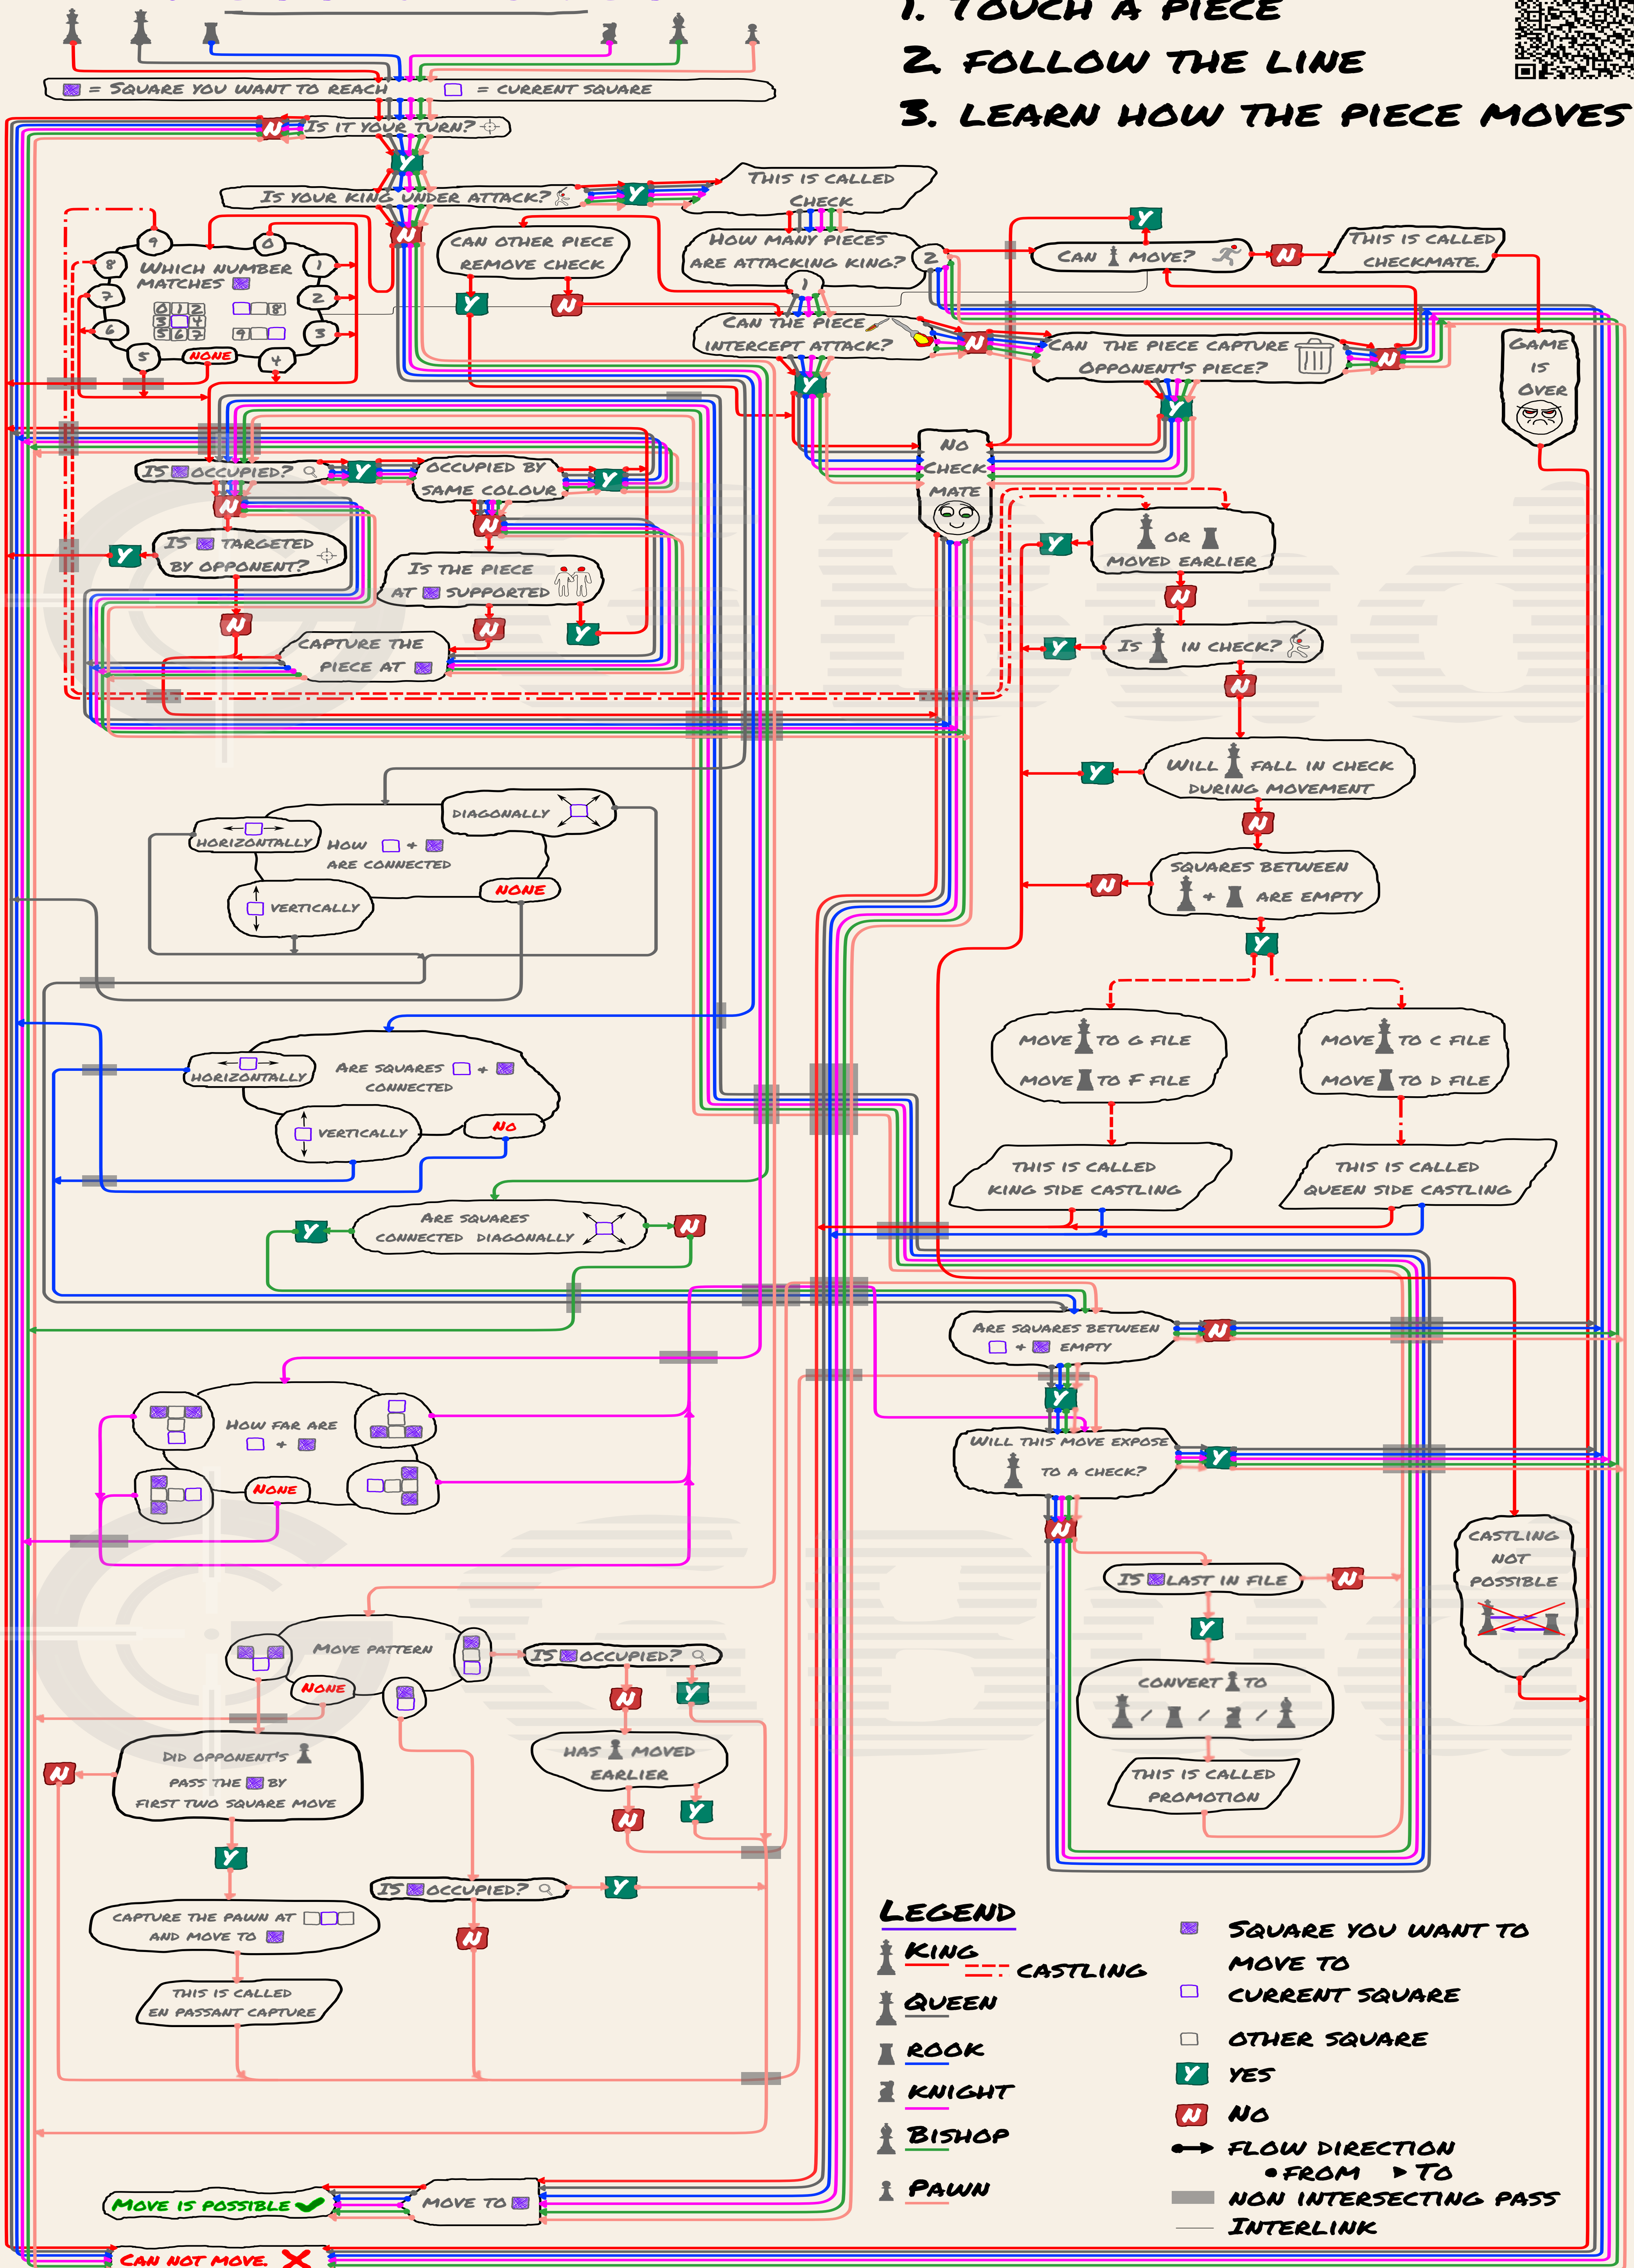 1. Touch a piece
2. Follow the line
3. Learn how the piece moves
= Square you want to reach
= current square
Is it your turn?
N
Y
Is your king under attack?
Y
This is called
Check
N
9
0
8
1
7
2
6
3
5
4
None
Which number
matches
0 1 2
3 4
5 6 7
8
9
Can other piece
remove check
Y
N
How many pieces
are attacking king?
2
1
Can move?
Y
N
This is called
checkmate.
Can the piece
intercept attack?
N
Y
Can the piece capture
opponent's piece?
N
Y
Game
is
over
No
check
mate
Is occupied?
Y
N
Occupied by
same colour
Y
N
Is targeted
by opponent?
Y
N
Is the piece
at supported
N
Y
Capture the
piece at
or
moved earlier
Y
N
Is in check?
Y
N
Will fall in check
during movement
Y
N
Squares between
& are empty
N
Y
Move to G file
Move to F file
Move to C file
Move to D file
This is called
king side castling
This is called
queen side castling
Diagonally
Horizontally
How &
are connected
Vertically
None
Horizontally
Are squares &
connected
Vertically
No
Are squares
connected diagonally
Y
N
Are squares between
& empty
N
Y
Will this move expose
to a check?
Y
N
How far are
&
None
Is last in file
N
Y
Convert to
/ / /
This is called
promotion
Castling
not
possible
Move pattern
None
Is occupied?
N
Y
Has moved
earlier
N
Y
Did opponent's
pass the by
first two square move
N
Y
Capture the pawn at
and move to
This is called
en passant capture
Is occupied?
Y
N
Move to
Move is possible
Can not move.
Legend
King
castling
Queen
rook
knight
Bishop
Pawn
Square you want to
move to
current square
other square
Y yes
N No
flow direction
from To
non intersecting pass
Interlink